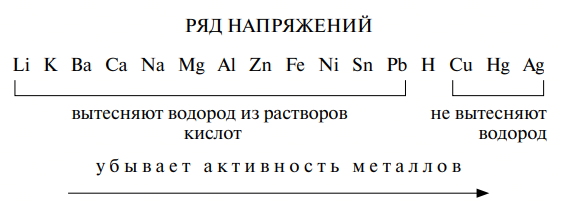 РЯД НАПРЯЖЕНИЙ
Li K Ba Ca Na Mg Al Zn Fe Ni Sn Pb H Cu Hg Ag
вытесняют водород из растворов кислот
не вытесняют водород
убывает активность металлов